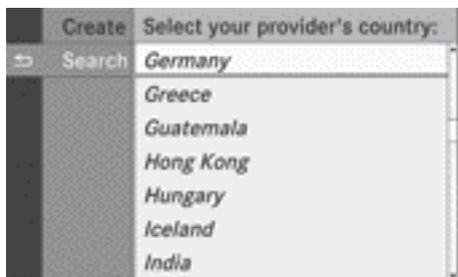 Create Select your provider's country:
Search Germany
Greece
Guatemala
Hong Kong
Hungary
Iceland
India